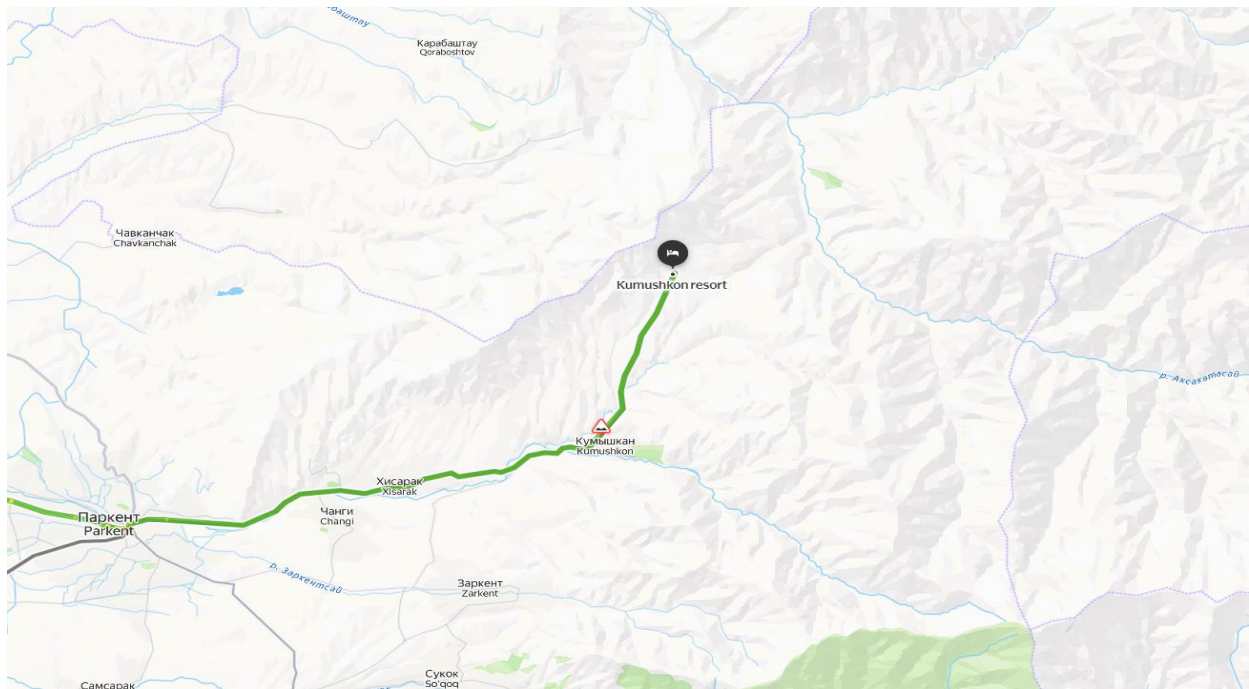 баштау
Карабаштау
Qoraboshtov
Чавканчак
Chavkanchak
Kumushkon resort
р. Аксакатасай
Кумышкан
Kumushkon
Хисарак
Xisarak
Чанги
Changi
Паркент
Parkent
р. Заркентсай
Заркент
Zarkent
Сукок
So'qoq
Самсарак